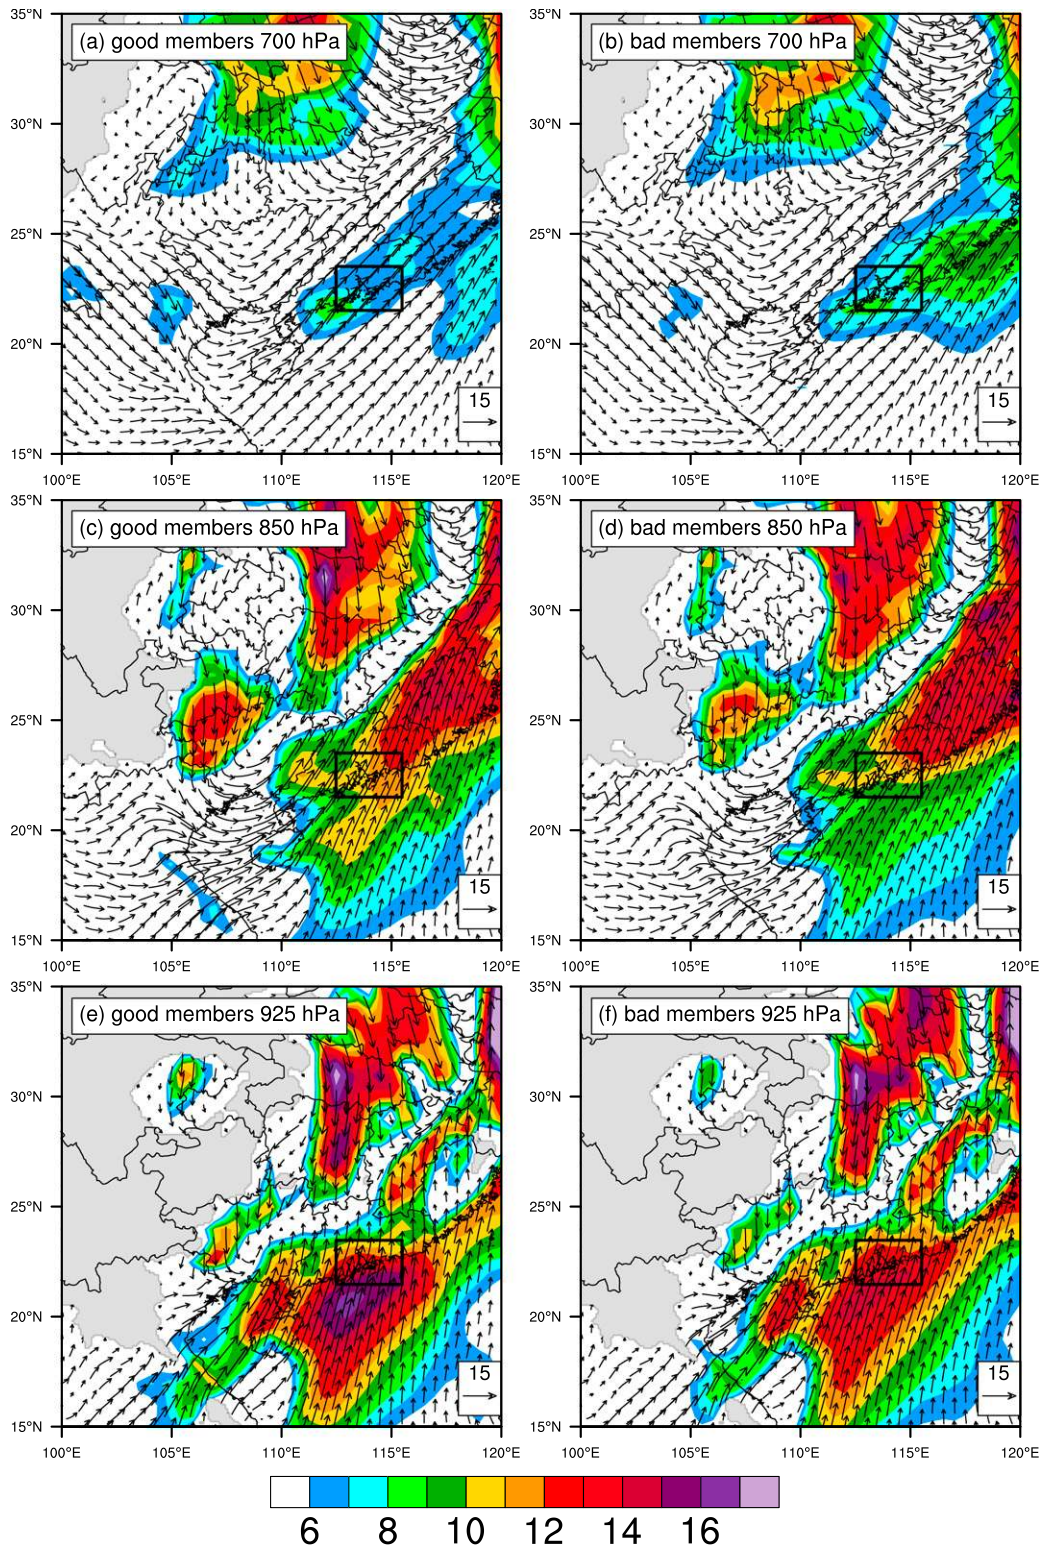 35°N 35°N
(a) good members 700 hPa (b) bad members 700 hPa
30°N 30°N
25°N 25°N
20°N 20°N
15 15
15°N 15°N
100°E 105°E 110°E 115°E 120°E 100°E 105°E 110°E 115°E 120°E
35°N 35°N
(c) good members 850 hPa (d) bad members 850 hPa
30°N 30°N
25°N 25°N
20°N 20°N
15 15
15°N 15°N
100°E 105°E 110°E 115°E 120°E 100°E 105°E 110°E 115°E 120°E
35°N 35°N
(e) good members 925 hPa (f) bad members 925 hPa
30°N 30°N
25°N 25°N
20°N 20°N
15 15
15°N 15°N
100°E 105°E 110°E 115°E 120°E 100°E 105°E 110°E 115°E 120°E
6 8 10 12 14 16